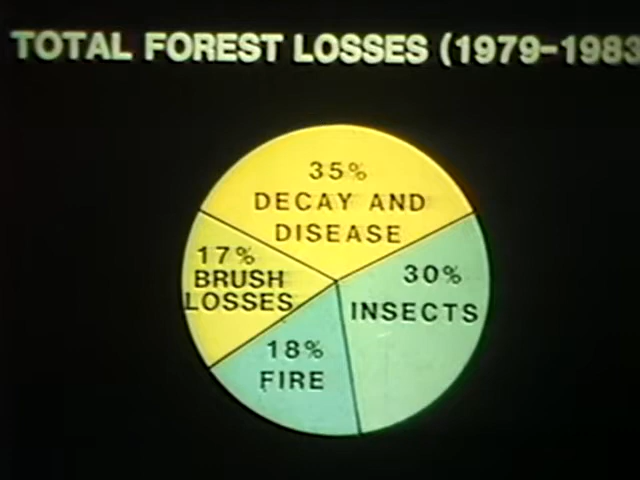 TOTAL FOREST LOSSES (1979-1983
35%
DECAY AND
DISEASE
30%
INSECTS
17%
BRUSH
LOSSES
18%
FIRE